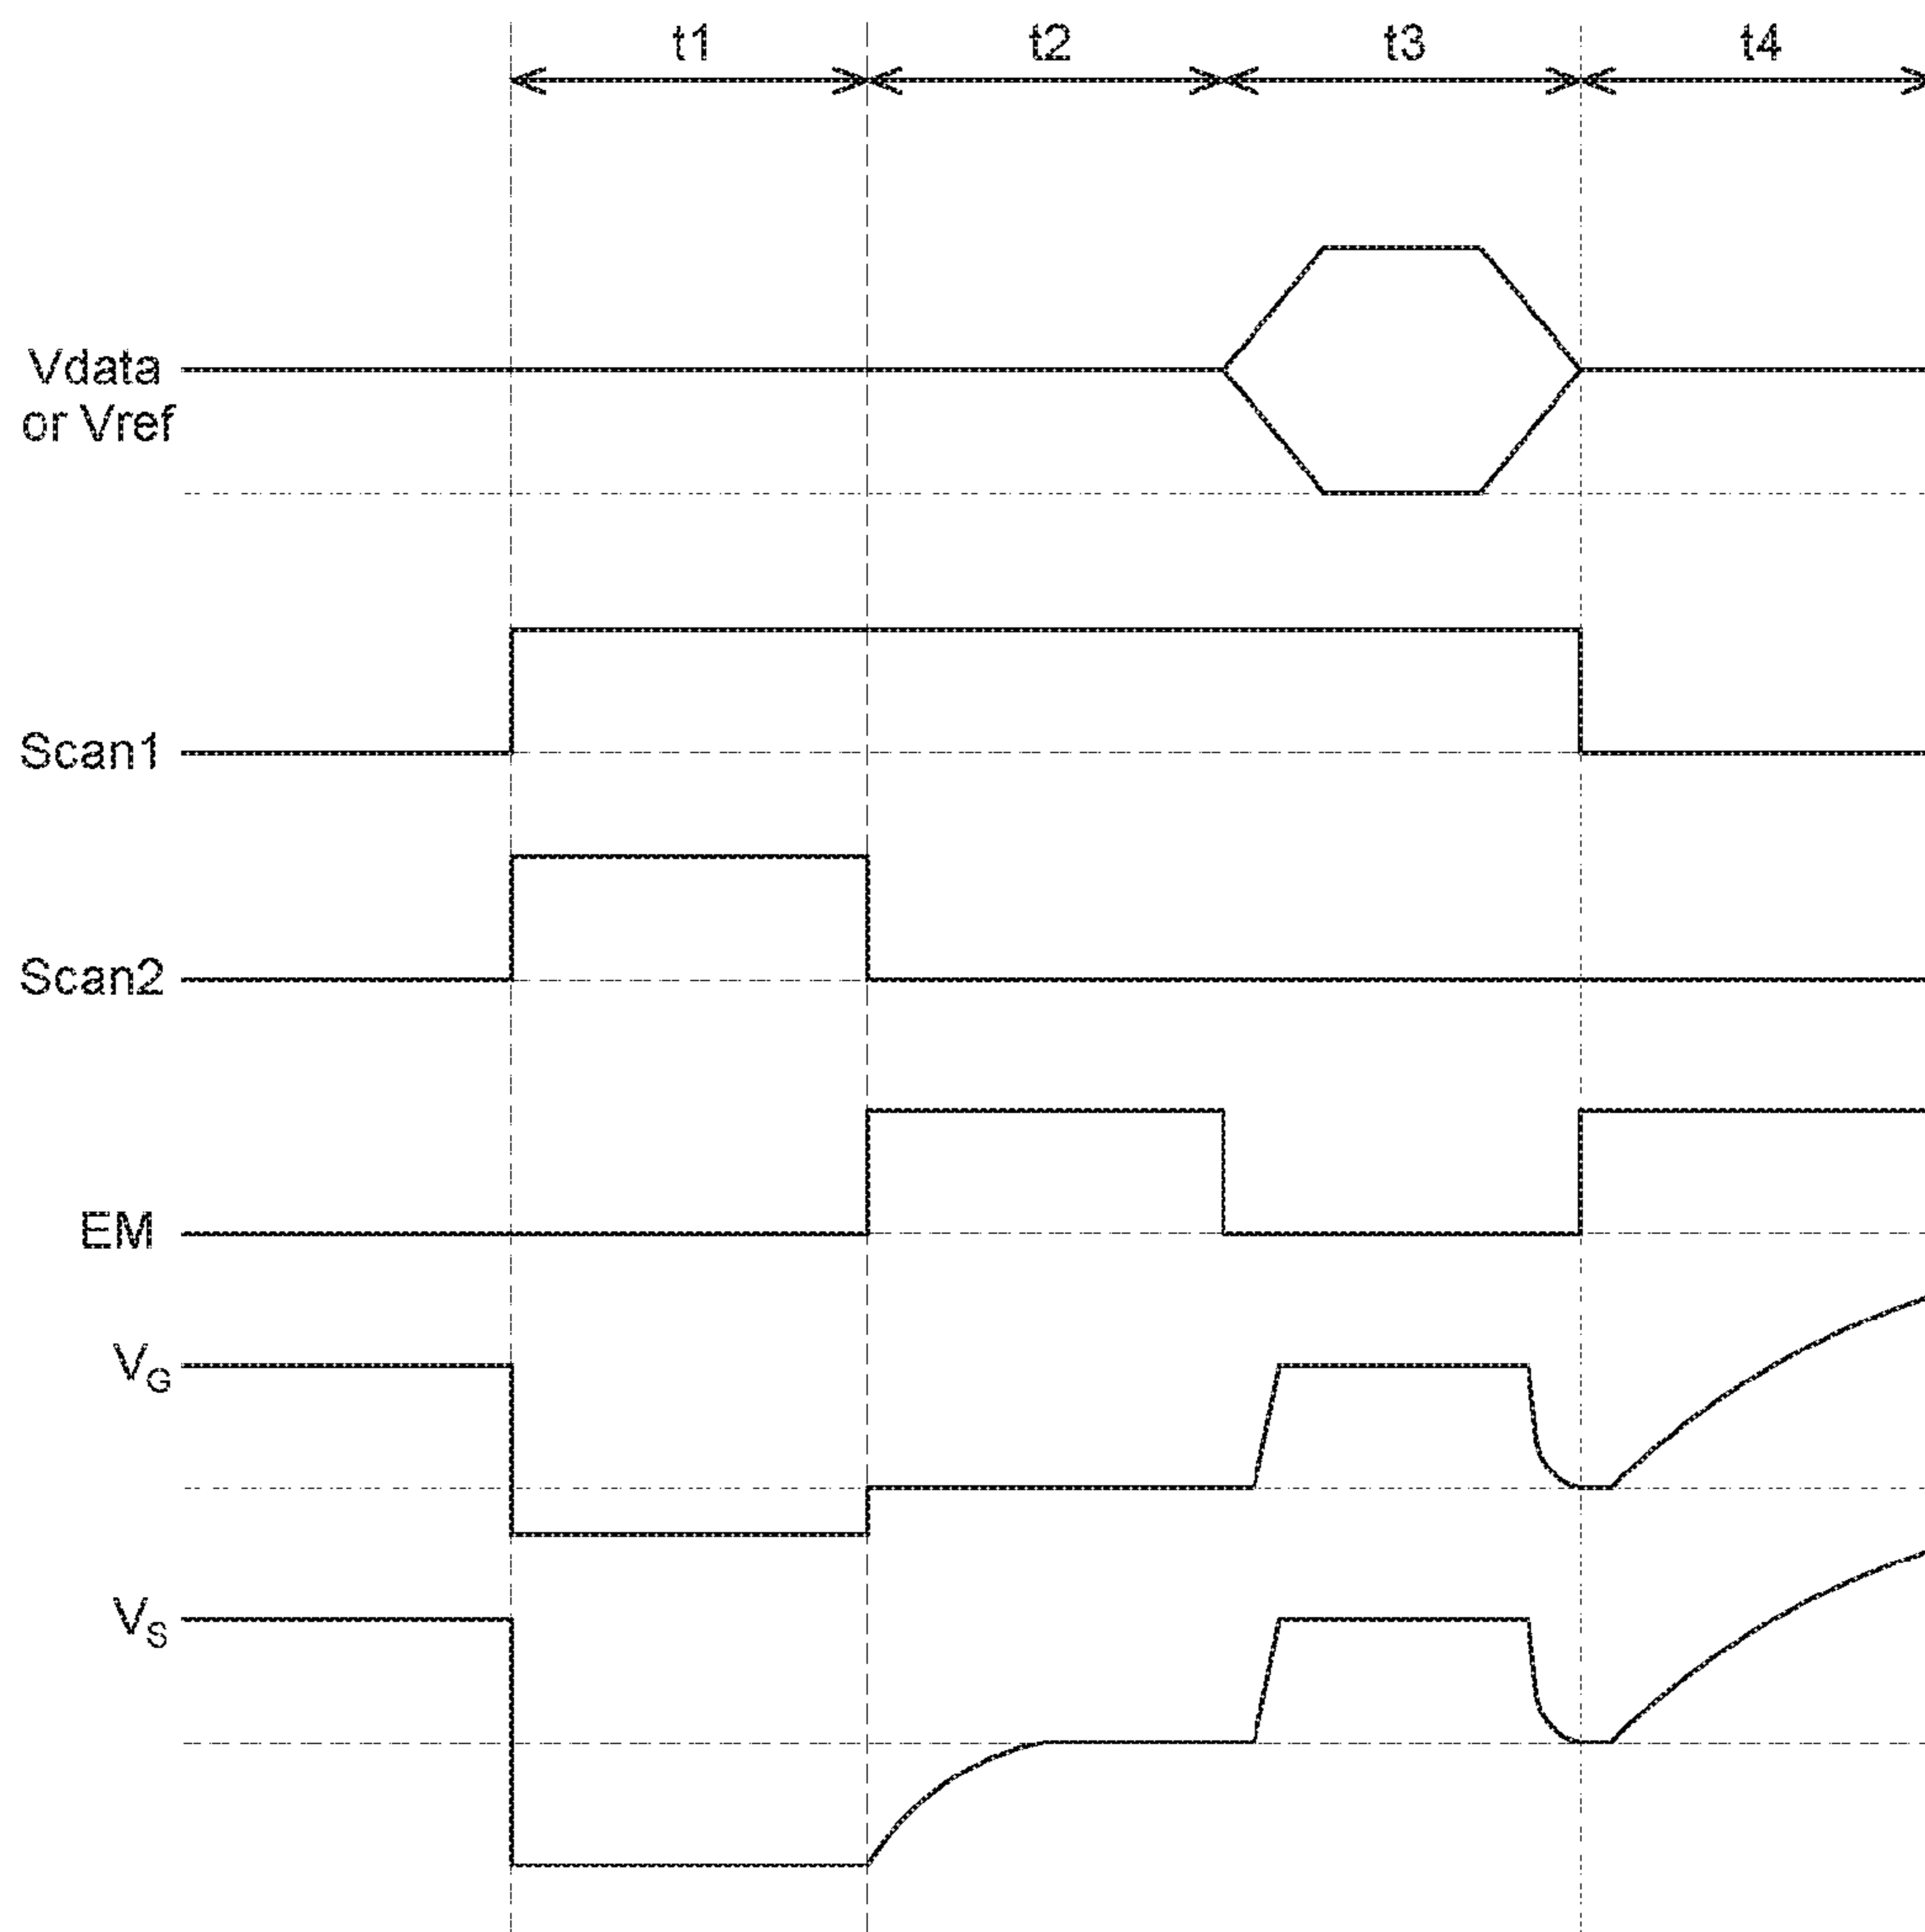 t1 t2 t3 t4
Vdata
or Vref
Scan1
Scan2
EM
VG
VS